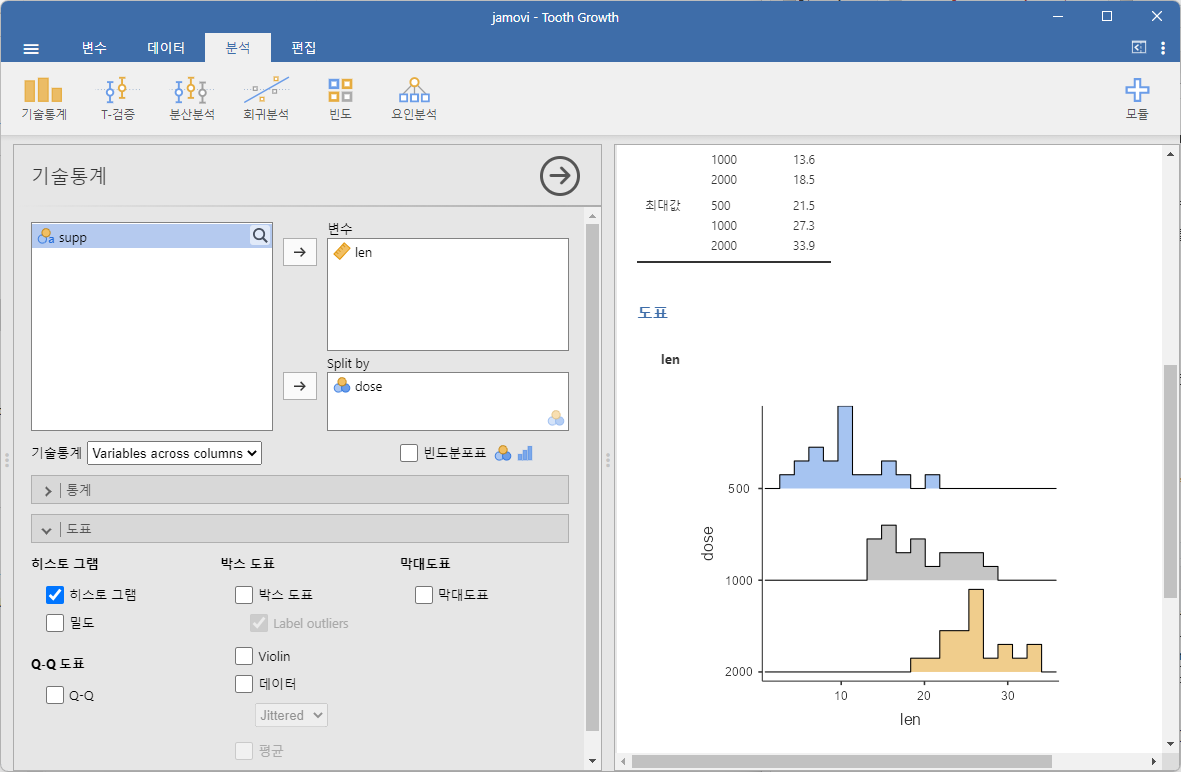 jamovi - Tooth Growth
변수 데이터 분석 편집
기술통계 T-검증 분산분석 회귀분석 빈도 요인분석 모듈
기술통계
supp
변수
len
Split by
dose
기술통계 Variables across columns 빈도분포표
통계
도표
히스토 그램 박스 도표 막대도표
히스토 그램 박스 도표 막대도표
밀도 Label outliers
Q-Q 도표 Violin
Q-Q 데이터
Jittered
평균
1000 13.6
2000 18.5
최대값 500 21.5
1000 27.3
2000 33.9
도표
len
500
dose
1000
2000
10 20 30
len